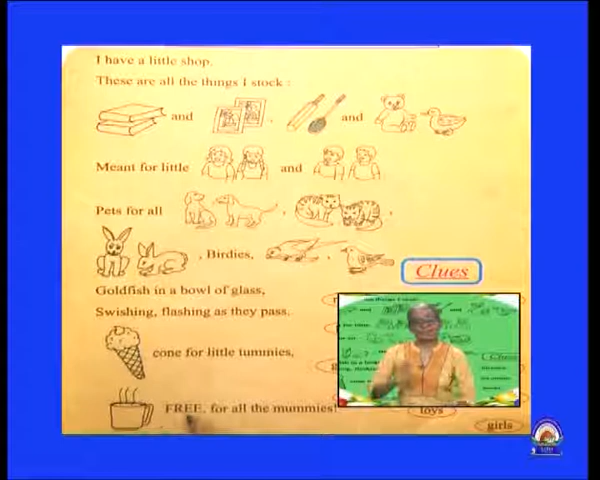 I have a little shop.
These are all the things I stock :
and , and
Meant for little and
Pets for all , ,
, Birdies, ,
Clues
Goldfish in a bowl of glass,
Swishing, flashing as they pass.
cone for little tummies,
FREE, for all the mummies!
toys
girls